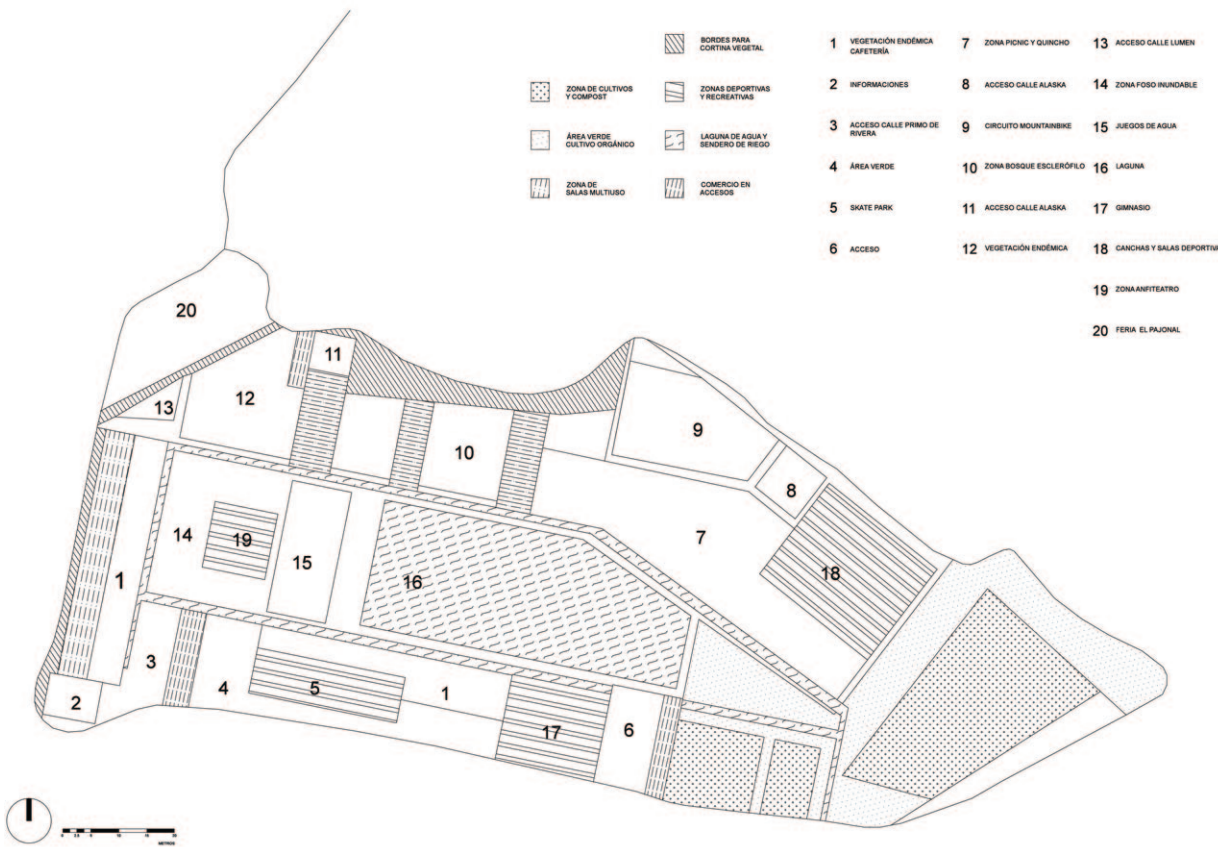 BORDES PARA
CORTINA VEGETAL
ZONA DE CULTIVOS
Y COMPOST
ZONAS DEPORTIVAS
Y RECREATIVAS
ÁREA VERDE
CULTIVO ORGÁNICO
LAGUNA DE AGUA Y
SENDERO DE RIEGO
ZONA DE
SALAS MULTIUSO
COMERCIO EN
ACCESOS
1 VEGETACIÓN ENDÉMICA
CAFETERÍA
2 INFORMACIONES
3 ACCESO CALLE PRIMO DE
RIVERA
4 ÁREA VERDE
5 SKATE PARK
6 ACCESO
7 ZONA PICNIC Y QUINCHO
8 ACCESO CALLE ALASKA
9 CIRCUITO MOUNTAINBIKE
10 ZONA BOSQUE ESCLERÓFILO
11 ACCESO CALLE ALASKA
12 VEGETACIÓN ENDÉMICA
13 ACCESO CALLE LUMEN
14 ZONA FOSO INUNDABLE
15 JUEGOS DE AGUA
16 LAGUNA
17 GIMNASIO
18 CANCHAS Y SALAS DEPORTIVA
19 ZONA ANFITEATRO
20 FERIA EL PAJONAL
20
11
13
12
9
10
8
14
19
15
7
1
16
18
3
2
4
5
1
17
6
METROS